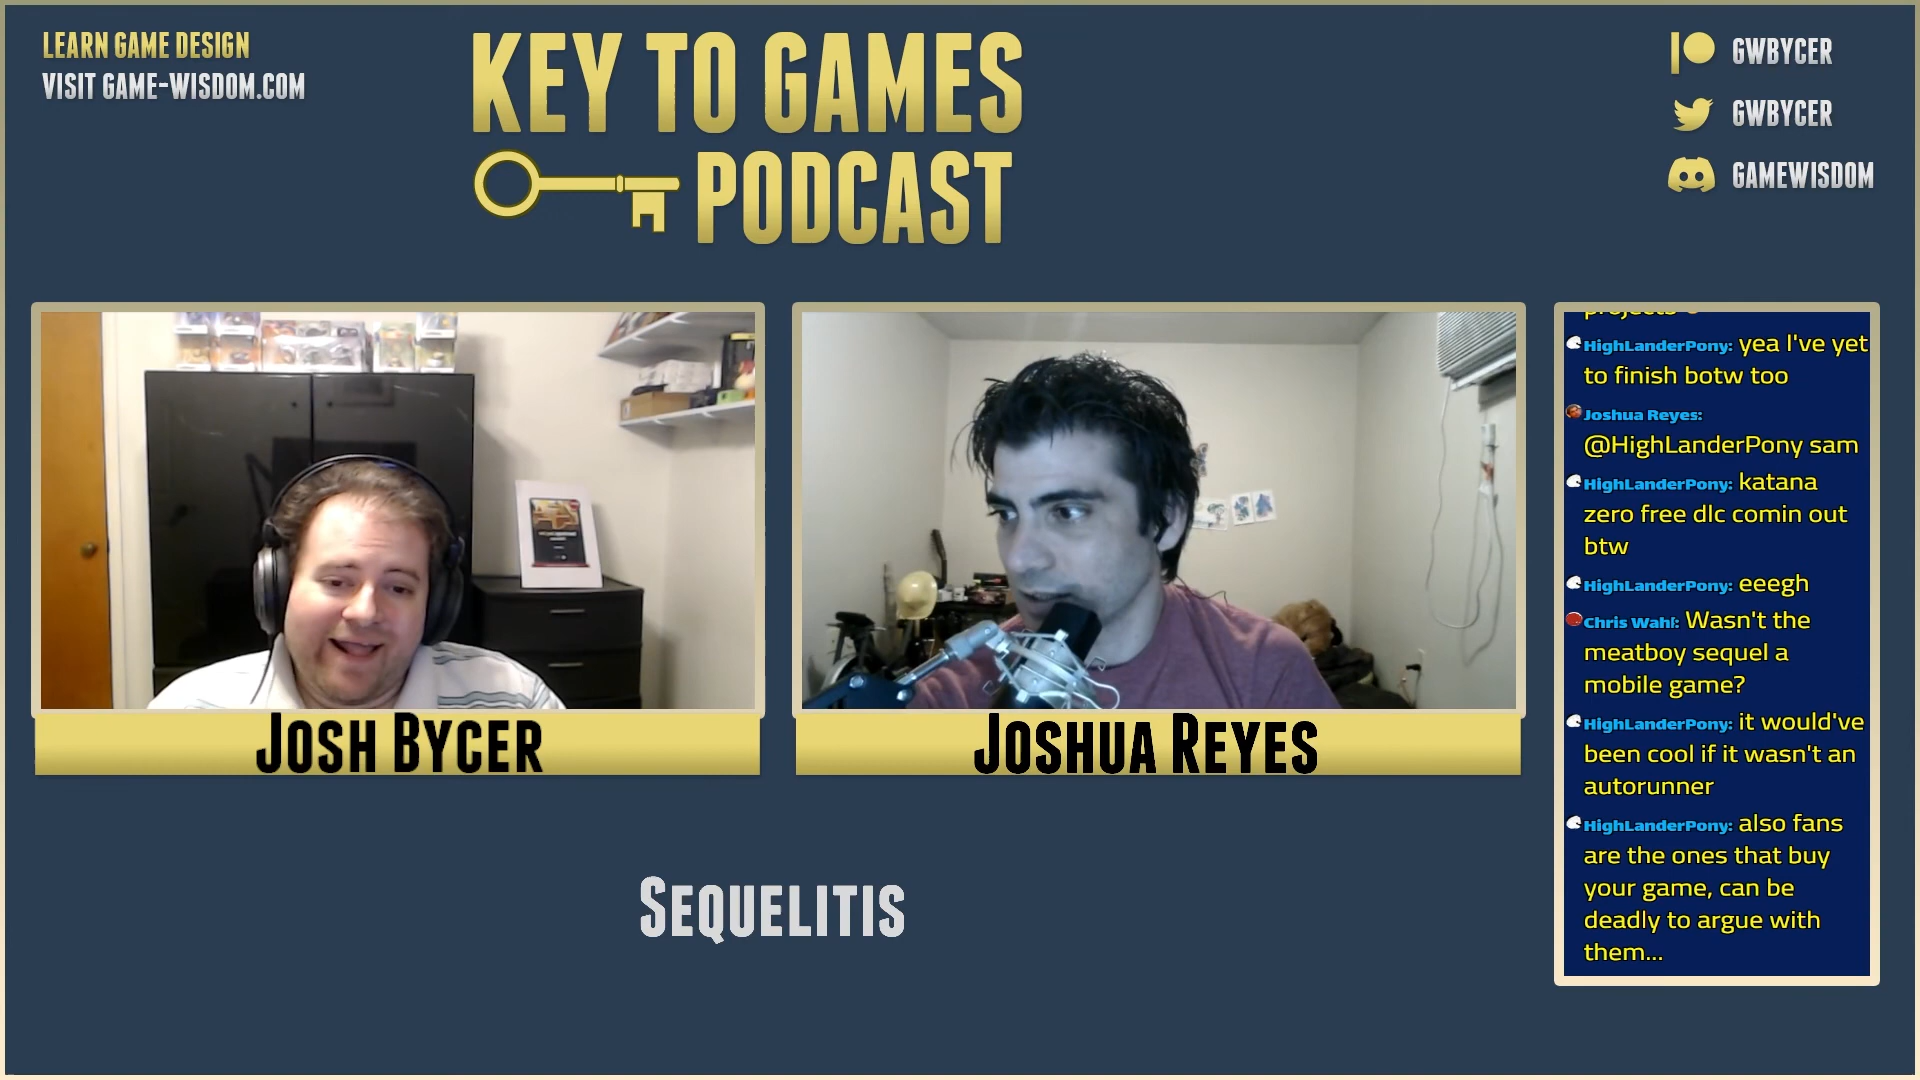 LEARN GAME DESIGN
VISIT GAME-WISDOM.COM
KEY TO GAMES
PODCAST
GWBYCER
GWBYCER
GAMEWISDOM
JOSH BYCER
JOSHUA REYES
SEQUELITIS
projects
HighLanderPony: yea I've yet
to finish botw too
Joshua Reyes:
@HighLanderPony sam
HighLanderPony: katana
zero free dlc comin out
btw
HighLanderPony: eeegh
Chris Wahl: Wasn't the
meatboy sequel a
mobile game?
HighLanderPony: it would've
been cool if it wasn't an
autorunner
HighLanderPony: also fans
are the ones that buy
your game, can be
deadly to argue with
them...